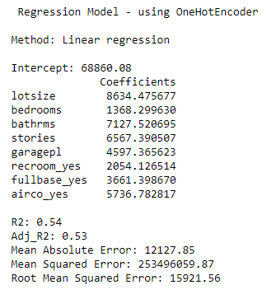 Regression Model - using OneHotEncoder
Method: Linear regression
Intercept: 68860.08
Coefficients
lotsize 8634.475677
bedrooms 1368.299630
bathrms 7127.520695
stories 6567.390507
garagepl 4597.365623
recroom_yes 2054.126514
fullbase_yes 3661.398670
airco_yes 5736.782817
R2: 0.54
Adj_R2: 0.53
Mean Absolute Error: 12127.85
Mean Squared Error: 253496059.87
Root Mean Squared Error: 15921.56